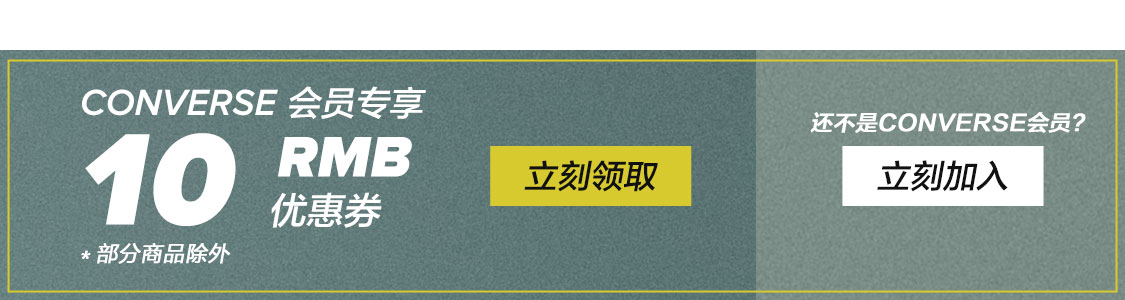 CONVERSE 会员专享
10 RMB
优惠券
* 部分商品除外
立刻领取
还不是CONVERSE会员?
立刻加入